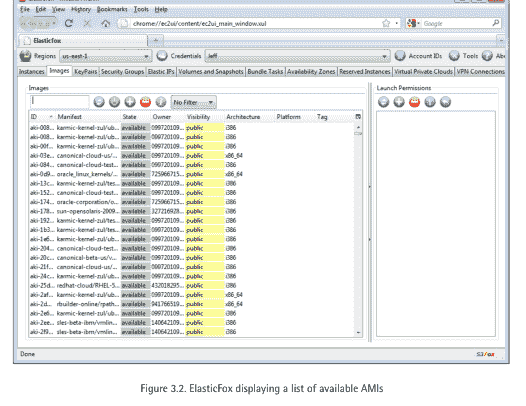 File Edit View History Bookmarks Tools Help
chrome://ec2ui/content/ec2ui_main_window.xul
Google
Elasticfox
Regions us-east-1 Credentials Jeff Account IDs Tools
Instances Images KeyPairs Security Groups Elastic IPs Volumes and Snapshots Bundle Tasks Availability Zones Reserved Instances Virtual Private Clouds VPN Connections
Images
Launch Permissions
No Filter
ID Manifest State Owner Visibility Architecture Platform Tag
aki-008... karmic-kernel-zul/ub... available 099720109... public i386
aki-008... karmic-kernel-zul/ub... available 099720109... public i386
aki-00f... karmic-kernel-zul/ub... available 099720109... public i386
aki-03e... canonical-cloud-us/... available 099720109... public x86_64
aki-084... canonical-cloud-test... available 099720109... public i386
aki-0d9... oracle_linux_kernels/... available 725966715... public x86_64
aki-13c... karmic-kernel-zul/ub... available 099720109... public i386
aki-152... canonical-cloud-test... available 099720109... public i386
aki-174... oracle-corporation/o... available 725966715... public i386
aki-178... sun-opensolaris-2009... available 327216928... public i386
aki-192... karmic-kernel-zul/tes... available 099720109... public i386
aki-1b3... karmic-kernel-zul/tes... available 099720109... public i386
aki-1e6... karmic-kernel-zul/ub... available 099720109... public i386
aki-204... canonical-cloud-test... available 099720109... public i386
aki-20c... canonical-beta-us/v... available 099720109... public i386
aki-21f... canonical-cloud-us/... available 099720109... public i386
aki-24c... karmic-kernel-zul/ub... available 099720109... public i386
aki-25d... redhat-cloud/RHEL-5... available 432018295... public i386
aki-2af... karmic-kernel-zul/ub... available 099720109... public x86_64
aki-2d... rbuilder-online/rpath... available 941766519... public x86_64
aki-2e6... karmic-kernel-zul/ub... available 099720109... public i386
aki-2ee... sles-beta-ibm/vmlin... available 140642109... public i386
aki-2f9... sles-beta-ibm/vmlin... available 140642109... public i386
Done
Figure 3.2. ElasticFox displaying a list of available AMIs